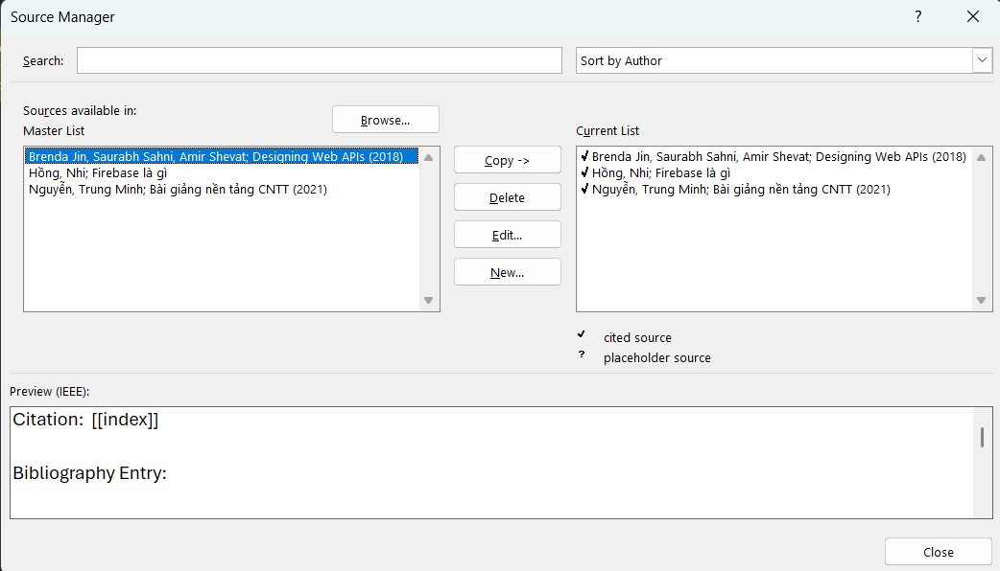 Source Manager
?
Search:
Sort by Author
Sources available in:
Master List
Browse...
Current List
Brenda Jin, Saurabh Sahni, Amir Shevat; Designing Web APIs (2018)
Hồng, Nhi; Firebase là gì
Nguyễn, Trung Minh; Bài giảng nền tảng CNTT (2021)
Copy ->
Delete
Edit...
New...
✓ Brenda Jin, Saurabh Sahni, Amir Shevat; Designing Web APIs (2018)
✓ Hồng, Nhi; Firebase là gì
✓ Nguyễn, Trung Minh; Bài giảng nền tảng CNTT (2021)
✓ cited source
? placeholder source
Preview (IEEE):
Citation: [[index]]
Bibliography Entry:
Close